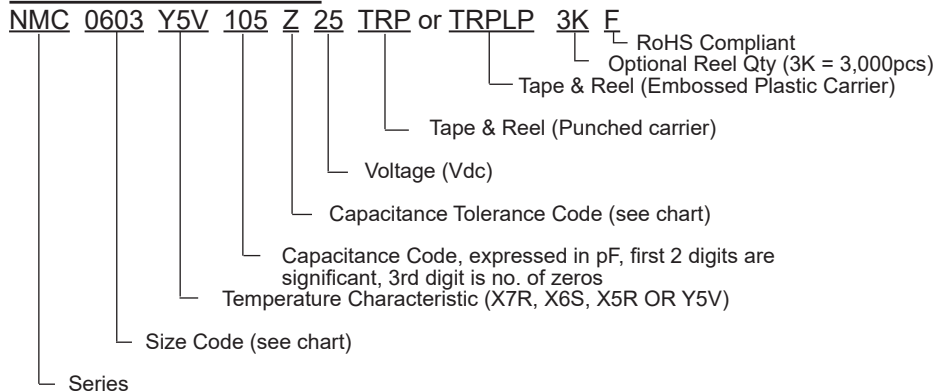 NMC 0603 Y5V 105 Z 25 TRP or TRPLP 3K F
RoHS Compliant
Optional Reel Qty (3K = 3,000pcs)
Tape & Reel (Embossed Plastic Carrier)
Tape & Reel (Punched carrier)
Voltage (Vdc)
Capacitance Tolerance Code (see chart)
Capacitance Code, expressed in pF, first 2 digits are
significant, 3rd digit is no. of zeros
Temperature Characteristic (X7R, X6S, X5R OR Y5V)
Size Code (see chart)
Series